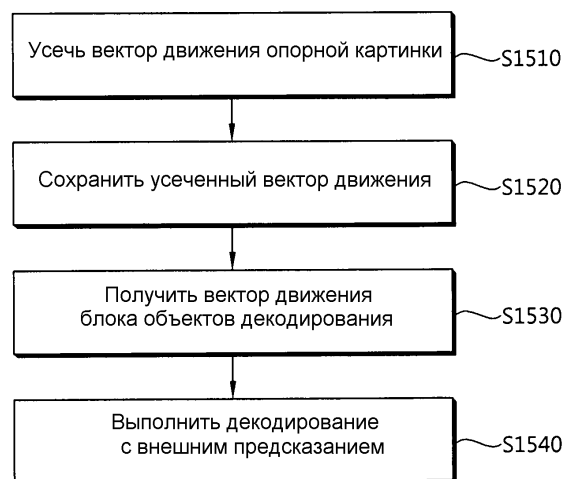 Усечь вектор движения опорной картинки
S1510
Сохранить усеченный вектор движения
S1520
Получить вектор движения
блока объектов декодирования
S1530
Выполнить декодирование
с внешним предсказанием
S1540